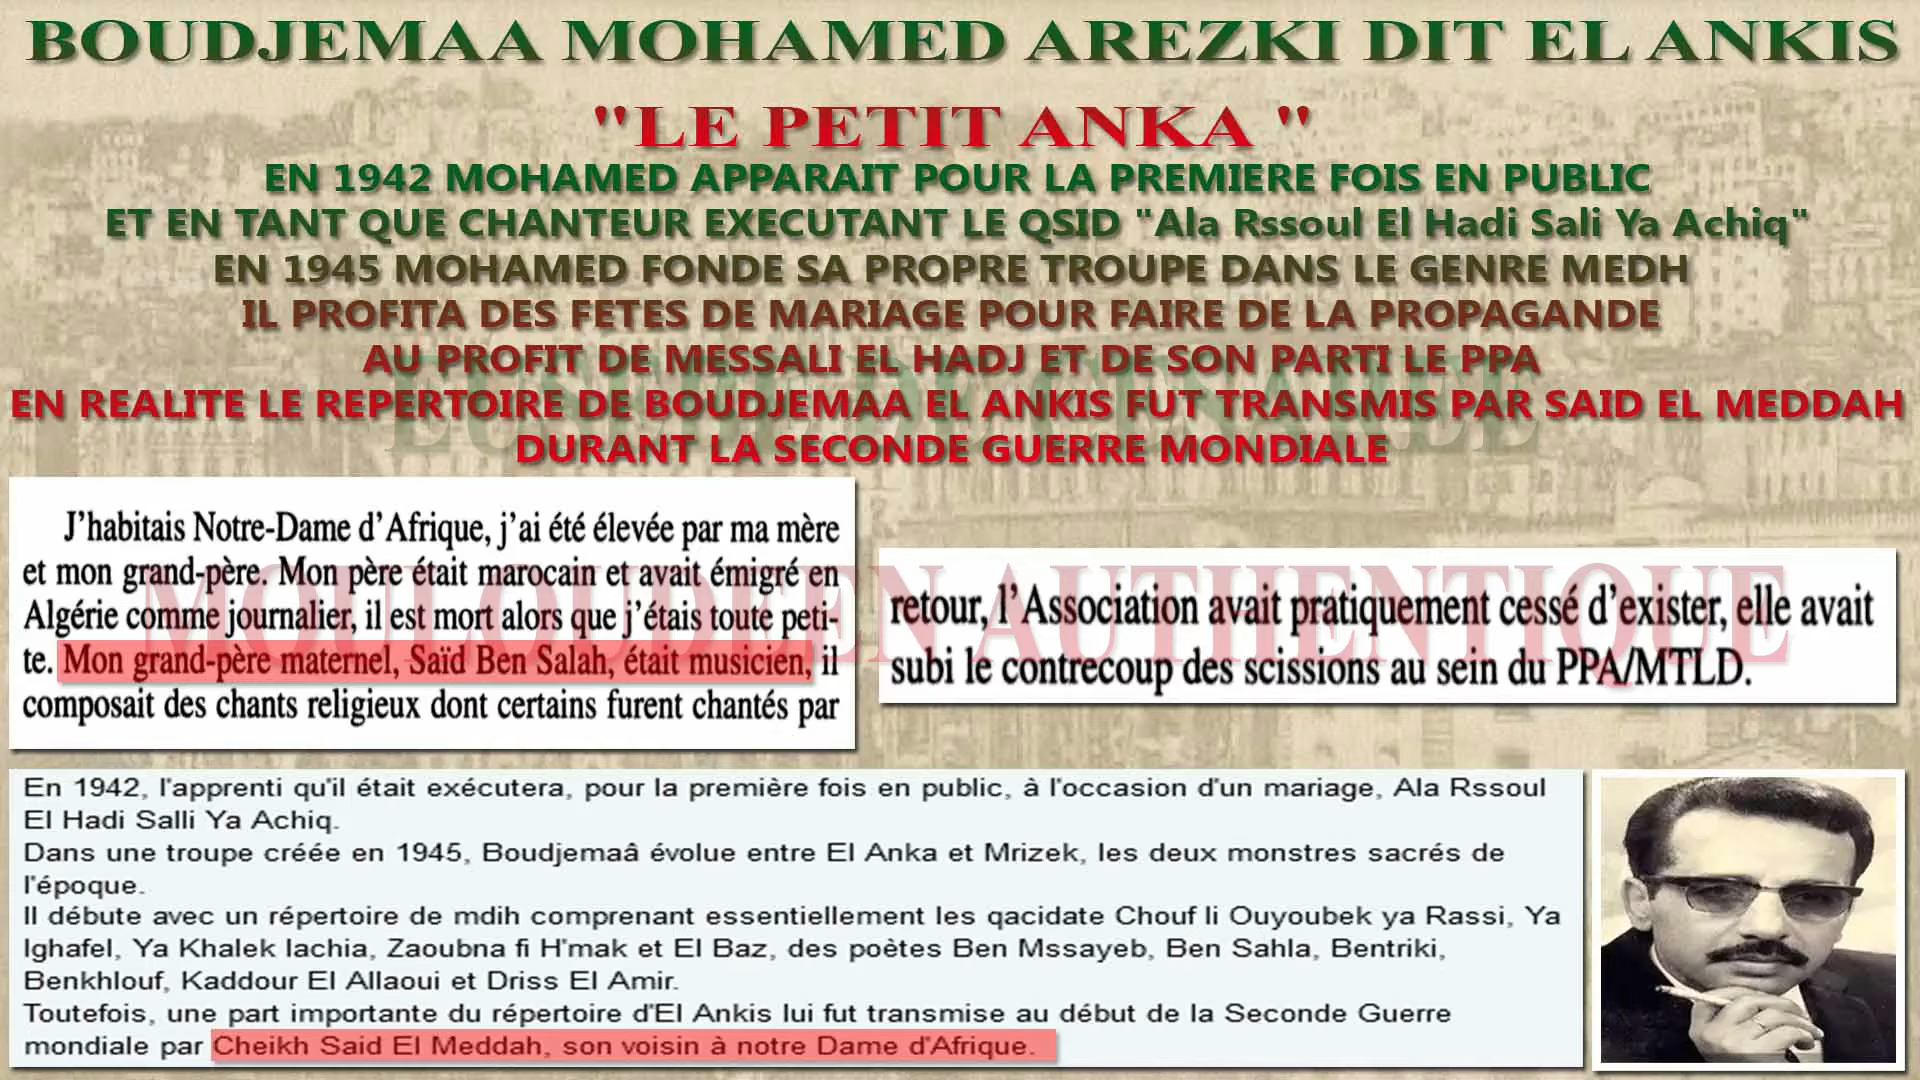 BOUDJEMAA MOHAMED AREZKI DIT EL ANKIS
"LE PETIT ANKA "
EN 1942 MOHAMED APPARAIT POUR LA PREMIERE FOIS EN PUBLIC
ET EN TANT QUE CHANTEUR EXECUTANT LE QSID "Ala Rssoul El Hadi Sali Ya Achiq"
EN 1945 MOHAMED FONDE SA PROPRE TROUPE DANS LE GENRE MEDH
IL PROFITA DES FETES DE MARIAGE POUR FAIRE DE LA PROPAGANDE
AU PROFIT DE MESSALI EL HADJ ET DE SON PARTI LE PPA
EN REALITE LE REPERTOIRE DE BOUDJEMAA EL ANKIS FUT TRANSMIS PAR SAID EL MEDDAH
DURANT LA SECONDE GUERRE MONDIALE
J'habitais Notre-Dame d'Afrique, j'ai été élevée par ma mère
et mon grand-père. Mon père était marocain et avait émigré en
Algérie comme journalier, il est mort alors que j'étais toute peti-
te. Mon grand-père maternel, Saïd Ben Salah, était musicien, il
composait des chants religieux dont certains furent chantés par
retour, l'Association avait pratiquement cessé d'exister, elle avait
subi le contrecoup des scissions au sein du PPA/MTLD.
MOULOUDEEN AUTHENTIQUE
En 1942, l'apprenti qu'il était exécutera, pour la première fois en public, à l'occasion d'un mariage, Ala Rssoul
El Hadi Salli Ya Achiq.
Dans une troupe créée en 1945, Boudjemaâ évolue entre El Anka et Mrizek, les deux monstres sacrés de
l'époque.
Il débute avec un répertoire de mdih comprenant essentiellement les qacidate Chouf li Ouyoubek ya Rassi, Ya
Ighafel, Ya Khalek lachia, Zaoubna fi H'mak et El Baz, des poètes Ben Mssayeb, Ben Sahla, Bentriki,
Benkhlouf, Kaddour El Allaoui et Driss El Amir.
Toutefois, une part importante du répertoire d'El Ankis lui fut transmise au début de la Seconde Guerre
mondiale par Cheikh Said El Meddah, son voisin à notre Dame d'Afrique.